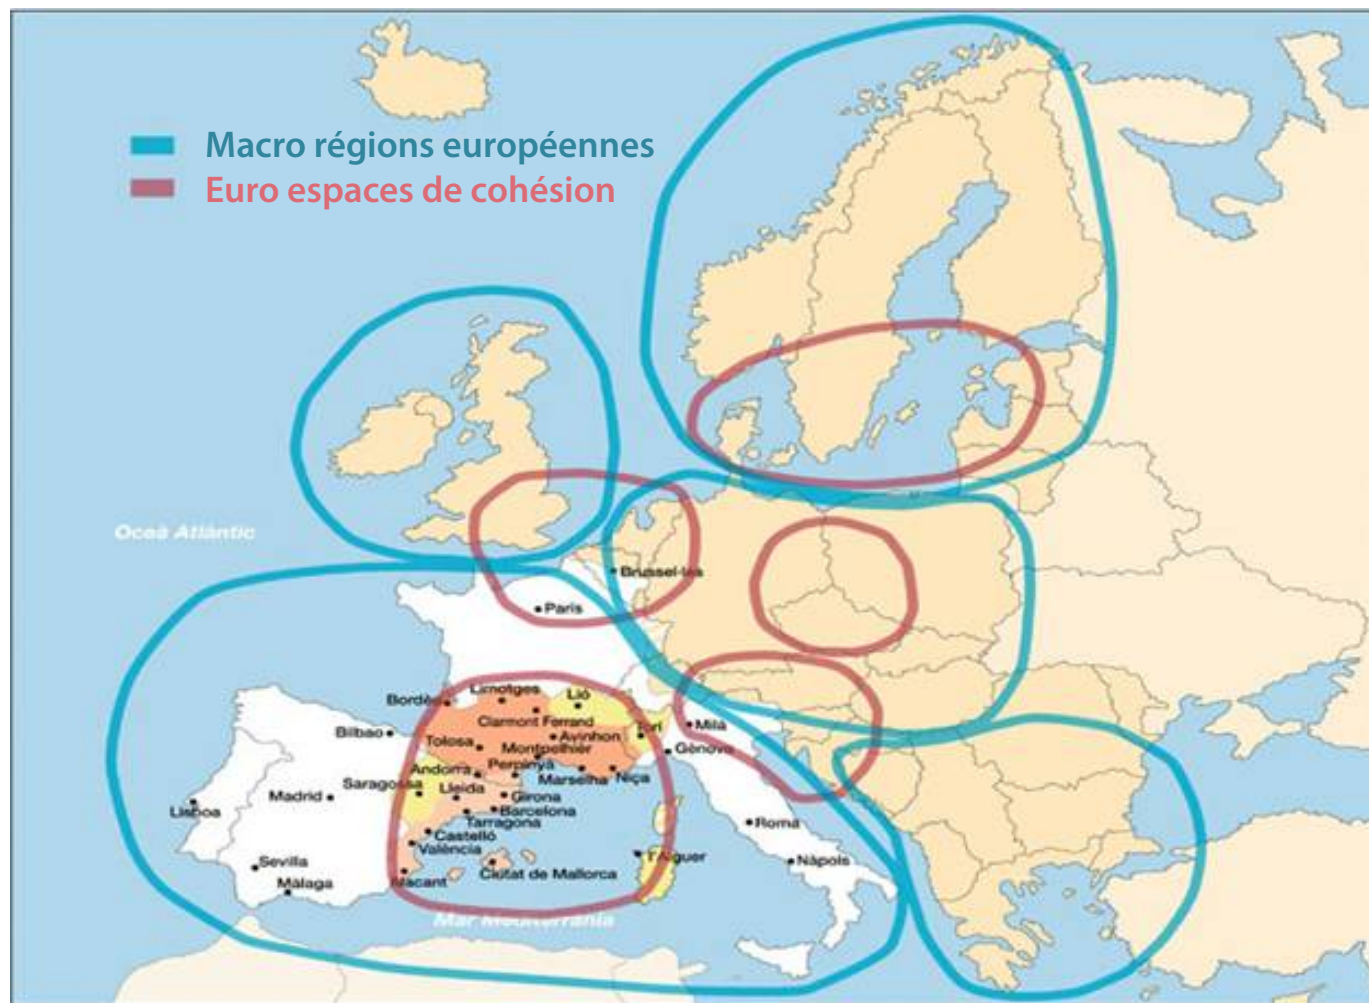 Macro régions européennes
Euro espaces de cohésion
Oceà Atlàntic
Brussel·les
París
Bordèu
Limotges
Lió
Clarmont Ferrand
Torí
Milà
Bilbao
Tolosa
Avinhon
Gènova
Montpelhièr
Andorra
Perpinyà
Marselha
Niça
Saragossa
Lleida
Girona
Madrid
Lisboa
Barcelona
Tarragona
Castelló
Roma
València
Sevilla
Alacant
Ciutat de Mallorca
l'Alguer
Nàpols
Màlaga
Mar Mediterrània